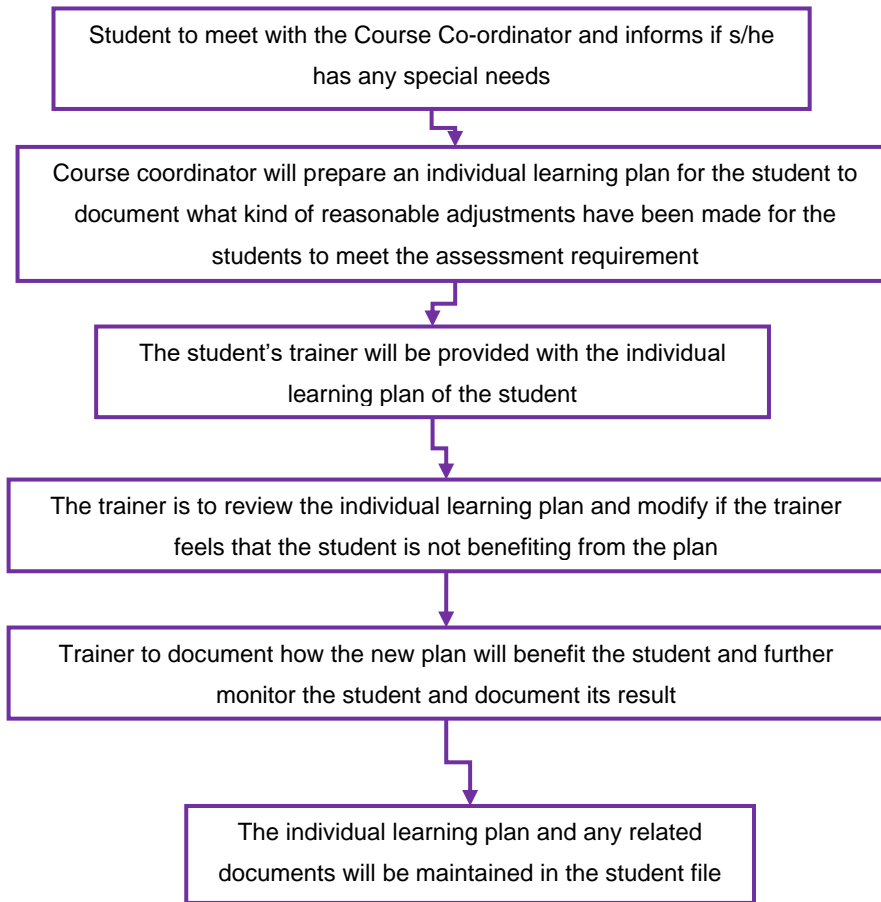 Student to meet with the Course Co-ordinator and informs if s/he
has any special needs
Course coordinator will prepare an individual learning plan for the student to
document what kind of reasonable adjustments have been made for the
students to meet the assessment requirement
The student's trainer will be provided with the individual
learning plan of the student
The trainer is to review the individual learning plan and modify if the trainer
feels that the student is not benefiting from the plan
Trainer to document how the new plan will benefit the student and further
monitor the student and document its result
The individual learning plan and any related
documents will be maintained in the student file